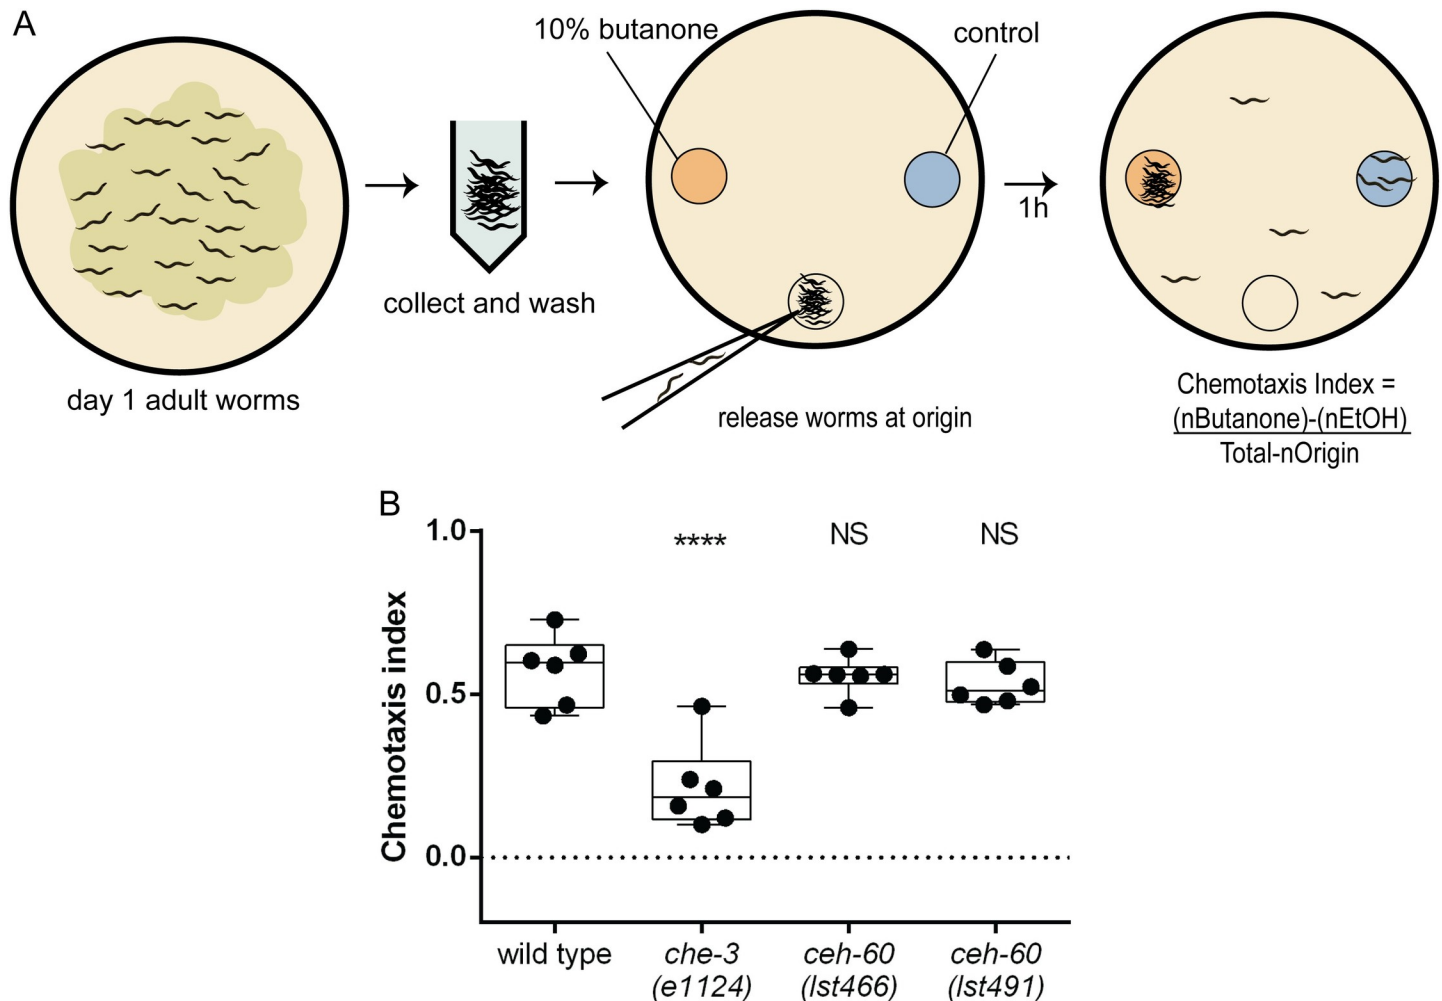 A
10% butanone
control
collect and wash
1h
day 1 adult worms
release worms at origin
Chemotaxis Index =
(nButanone)-(nEtOH)
Total-nOrigin
B
Chemotaxis index
1.0
0.5
0.0
****
NS
NS
wild type
che-3
(e1124)
ceh-60
(lst466)
ceh-60
(lst491)